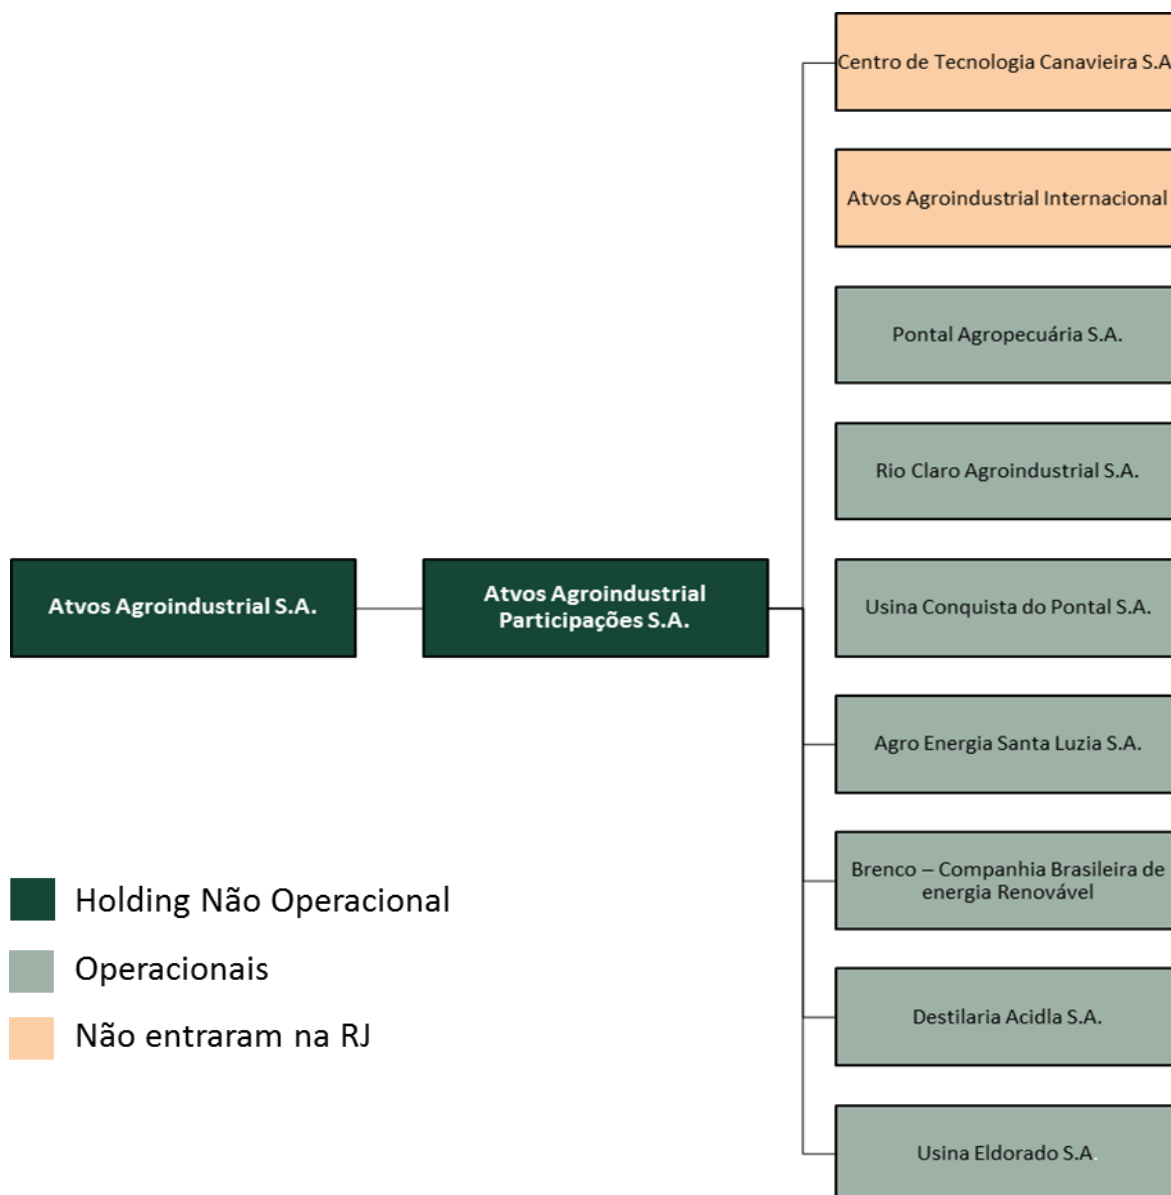 Centro de Tecnologia Canavieira S.A
Atvos Agroindustrial Internacional
Pontal Agropecuária S.A.
Rio Claro Agroindustrial S.A.
Atvos Agroindustrial S.A.
Atvos Agroindustrial
Participações S.A.
Usina Conquista do Pontal S.A.
Agro Energia Santa Luzia S.A.
Brenco – Companhia Brasileira de
energia Renovável
Destilaria Acidla S.A.
Usina Eldorado S.A.
Holding Não Operacional
Operacionais
Não entraram na RJ